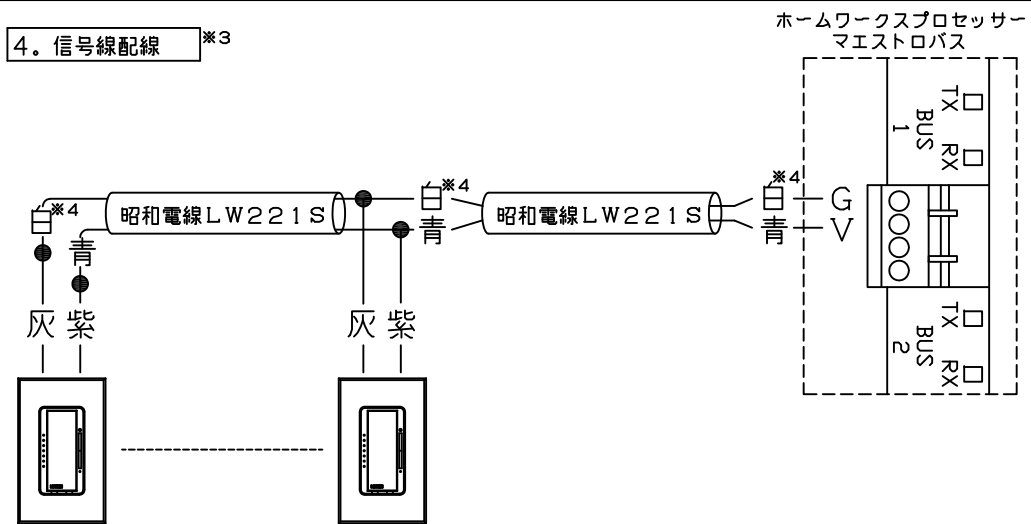 4。信号線配線 ※3
ホームワークスプロセッサー
マエストロバス
TX
RX
BUS
1
白 ※4
青
昭和電線LW221S
白 ※4
青
昭和電線LW221S
白 ※4
青
G
V
灰 紫
灰 紫
TX
RX
BUS
2